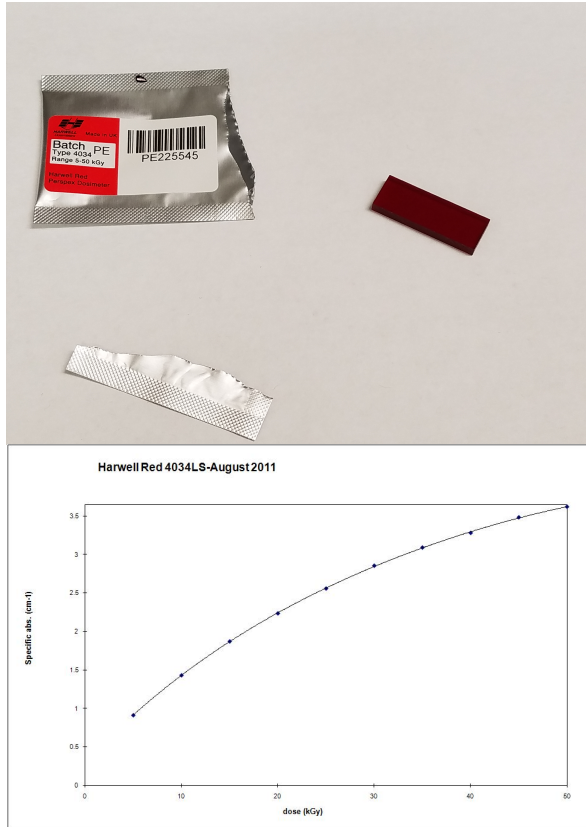 HARWELL
Made in UK
Batch PE
Type 4034
Range 5-50 kGy
Harwell Red
Perspex Dosimeter
PE225545
Harwell Red 4034LS-August 2011
Specific abs. (cm-1)
3.5
3
2.5
2
1.5
1
0.5
0
0 10 20 30 40 50
dose (kGy)